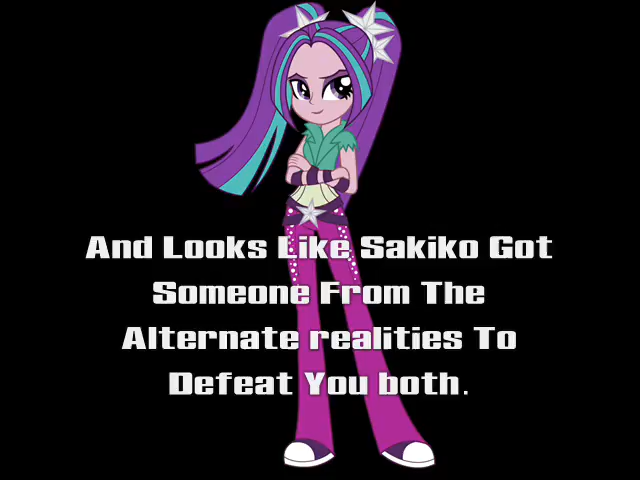 And Looks Like Sakiko Got
Someone From The
Alternate realities To
Defeat You both.